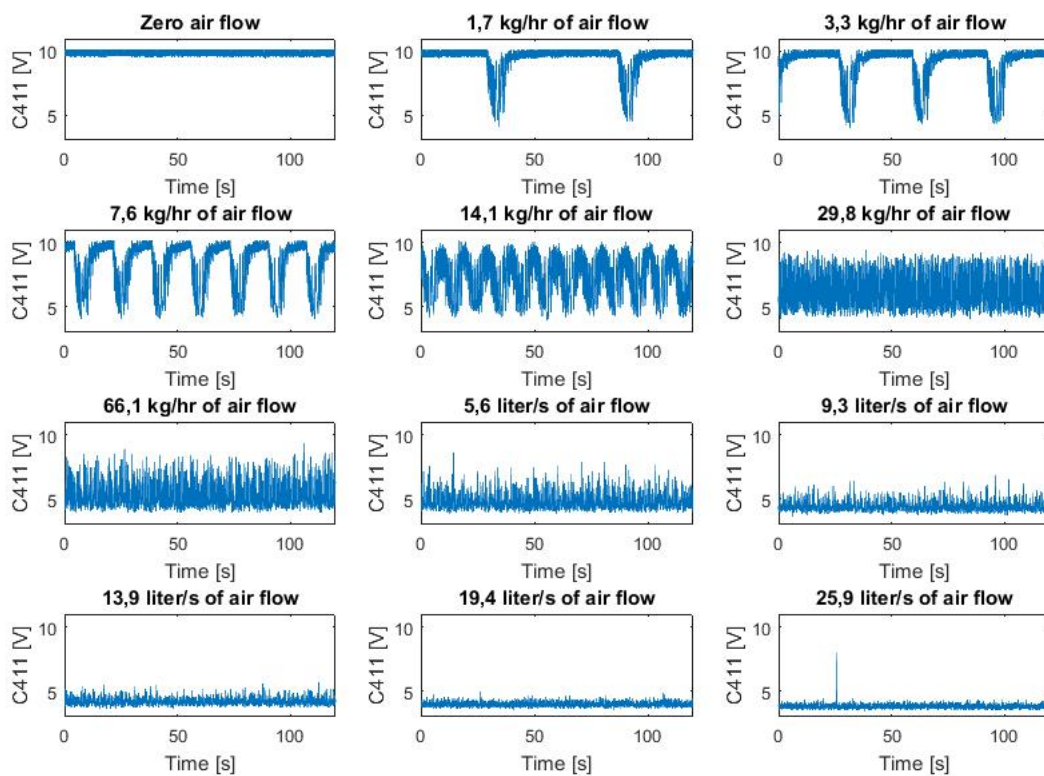 Zero air flow
1,7 kg/hr of air flow
3,3 kg/hr of air flow
C411 [V]
10
5
0
50
100
Time [s]
C411 [V]
10
5
0
50
100
Time [s]
C411 [V]
10
5
0
50
100
Time [s]
7,6 kg/hr of air flow
14,1 kg/hr of air flow
29,8 kg/hr of air flow
C411 [V]
10
5
0
50
100
Time [s]
C411 [V]
10
5
0
50
100
Time [s]
C411 [V]
10
5
0
50
100
Time [s]
66,1 kg/hr of air flow
5,6 liter/s of air flow
9,3 liter/s of air flow
C411 [V]
10
5
0
50
100
Time [s]
C411 [V]
10
5
0
50
100
Time [s]
C411 [V]
10
5
0
50
100
Time [s]
13,9 liter/s of air flow
19,4 liter/s of air flow
25,9 liter/s of air flow
C411 [V]
10
5
0
50
100
Time [s]
C411 [V]
10
5
0
50
100
Time [s]
C411 [V]
10
5
0
50
100
Time [s]